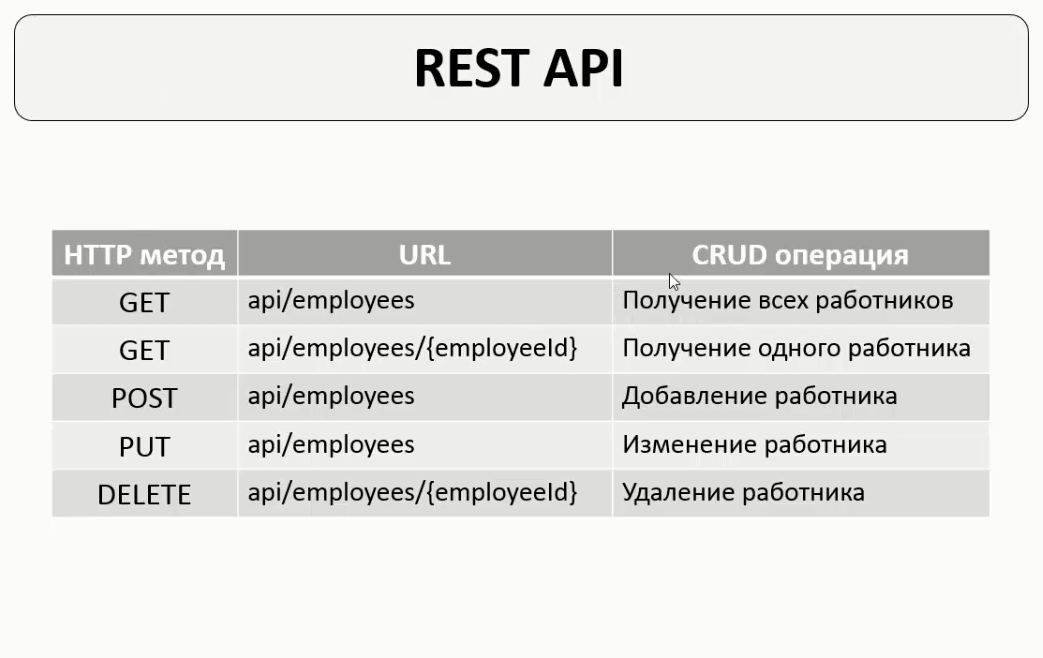 REST API
HTTP метод URL CRUD операция
GET api/employees Получение всех работников
GET api/employees/{employeeId} Получение одного работника
POST api/employees Добавление работника
PUT api/employees Изменение работника
DELETE api/employees/{employeeId} Удаление работника